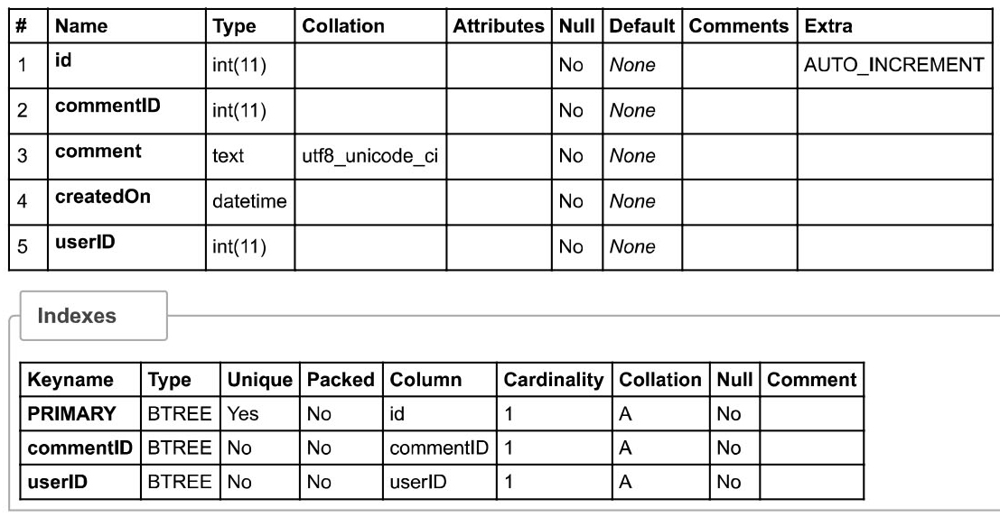 # Name Type Collation Attributes Null Default Comments Extra
1 id int(11) No None AUTO_INCREMENT
2 commentID int(11) No None
3 comment text utf8_unicode_ci No None
4 createdOn datetime No None
5 userID int(11) No None
Indexes
Keyname Type Unique Packed Column Cardinality Collation Null Comment
PRIMARY BTREE Yes No id 1 A No
commentID BTREE No No commentID 1 A No
userID BTREE No No userID 1 A No